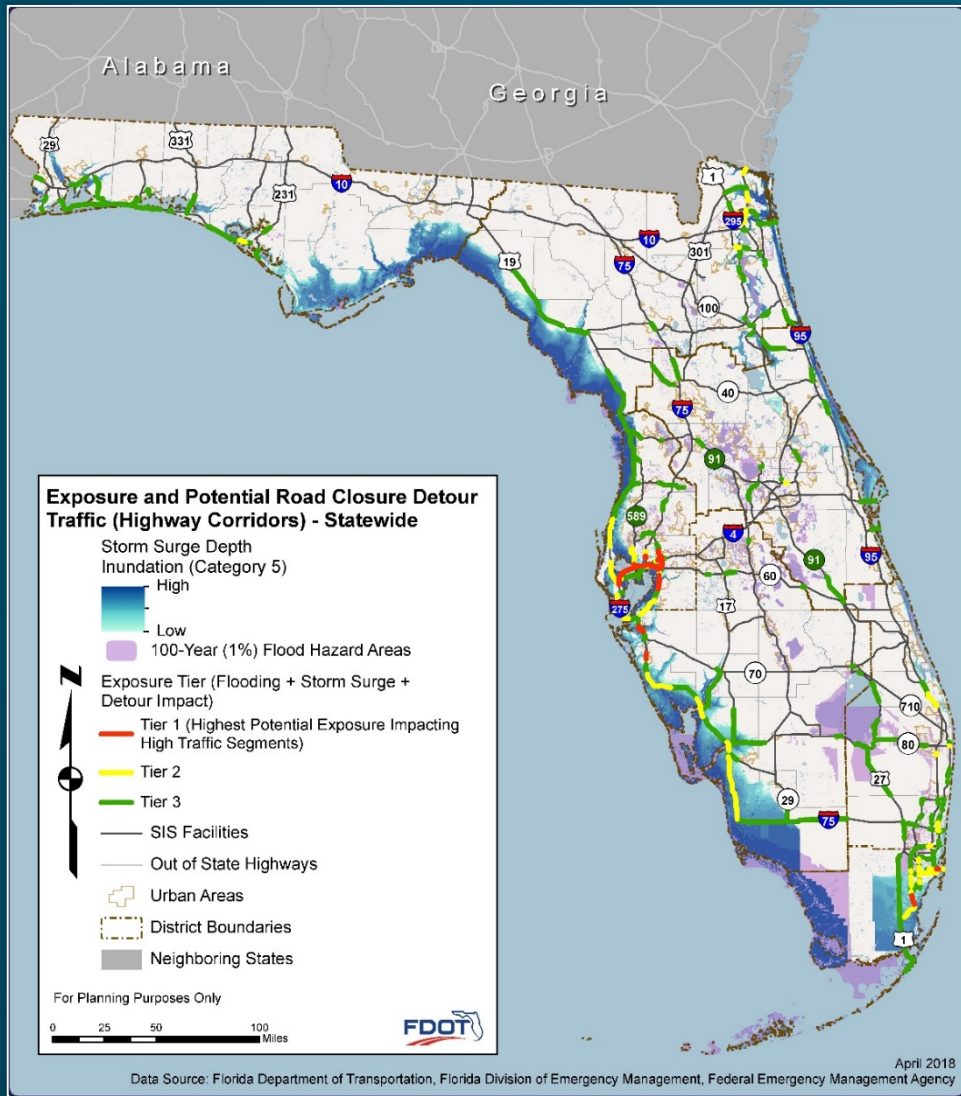 Alabama
Georgia
29
331
231
10
1
295
10
301
19
75
100
95
40
75
91
589
4
95
91
60
275
17
70
710
80
27
29
75
1
Exposure and Potential Road Closure Detour
Traffic (Highway Corridors) - Statewide
Storm Surge Depth
Inundation (Category 5)
High
Low
100-Year (1%) Flood Hazard Areas
Exposure Tier (Flooding + Storm Surge +
Detour Impact)
Tier 1 (Highest Potential Exposure Impacting
High Traffic Segments)
Tier 2
Tier 3
SIS Facilities
Out of State Highways
Urban Areas
District Boundaries
Neighboring States
N
For Planning Purposes Only
0 25 50 100
Miles
FDOT
April 2018
Data Source: Florida Department of Transportation, Florida Division of Emergency Management, Federal Emergency Management Agency